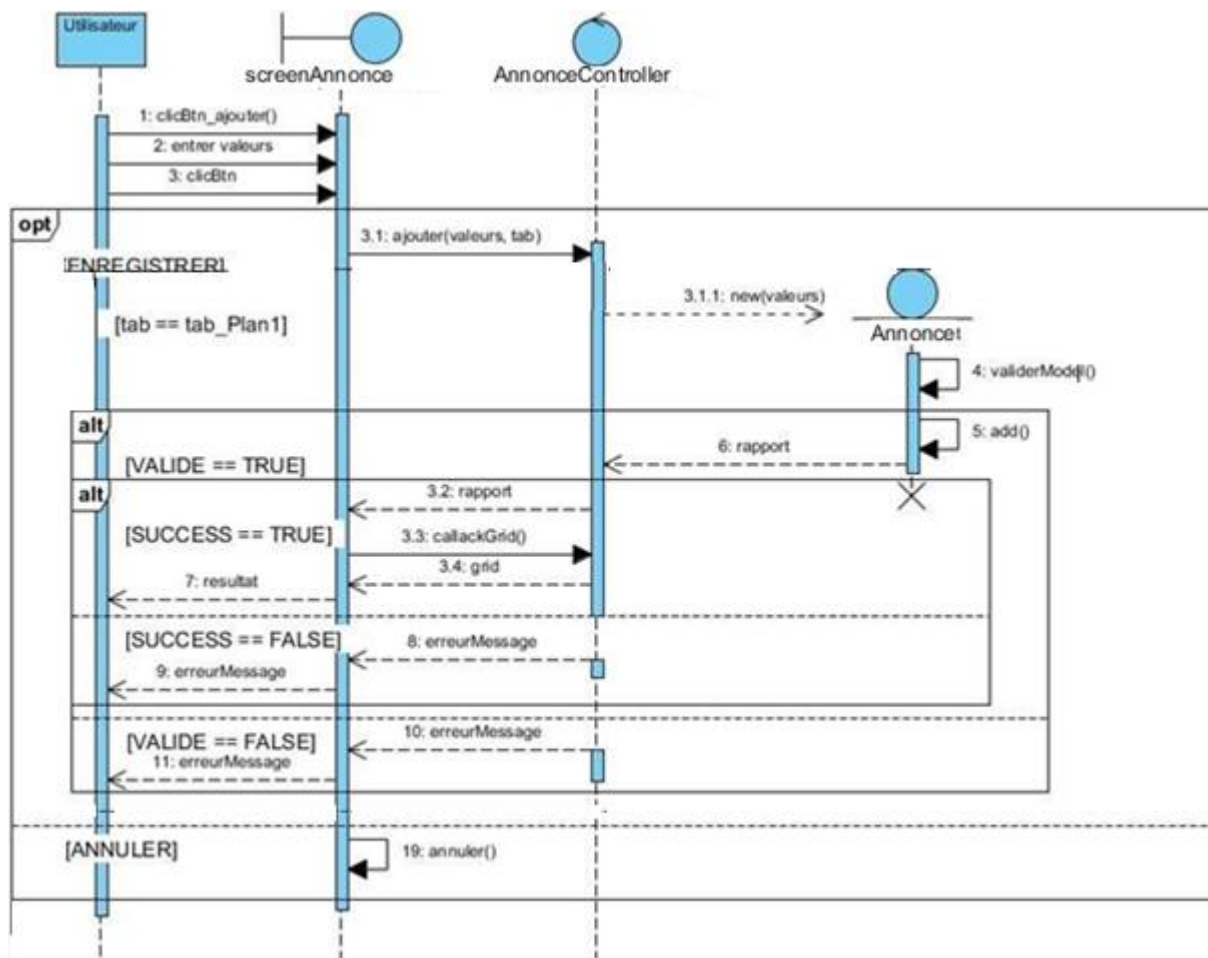 Utilisateur
screenAnnonce
AnnonceController
1: clicBtn_ajouter()
2: entrer valeurs
3: clicBtn
opt
3.1: ajouter(valeurs, tab)
[ENREGISTRER]
3.1.1: new(valeurs)
[tab == tab_Plan1]
Annonce
4: validerModel()
alt
5: add()
6: rapport
[VALIDE == TRUE]
alt
3.2: rapport
[SUCCESS == TRUE]
3.3: callackGrid()
3.4: grid
7: resultat
[SUCCESS == FALSE]
8: erreurMessage
9: erreurMessage
[VALIDE == FALSE]
10: erreurMessage
11: erreurMessage
[ANNULER]
19: annuler()